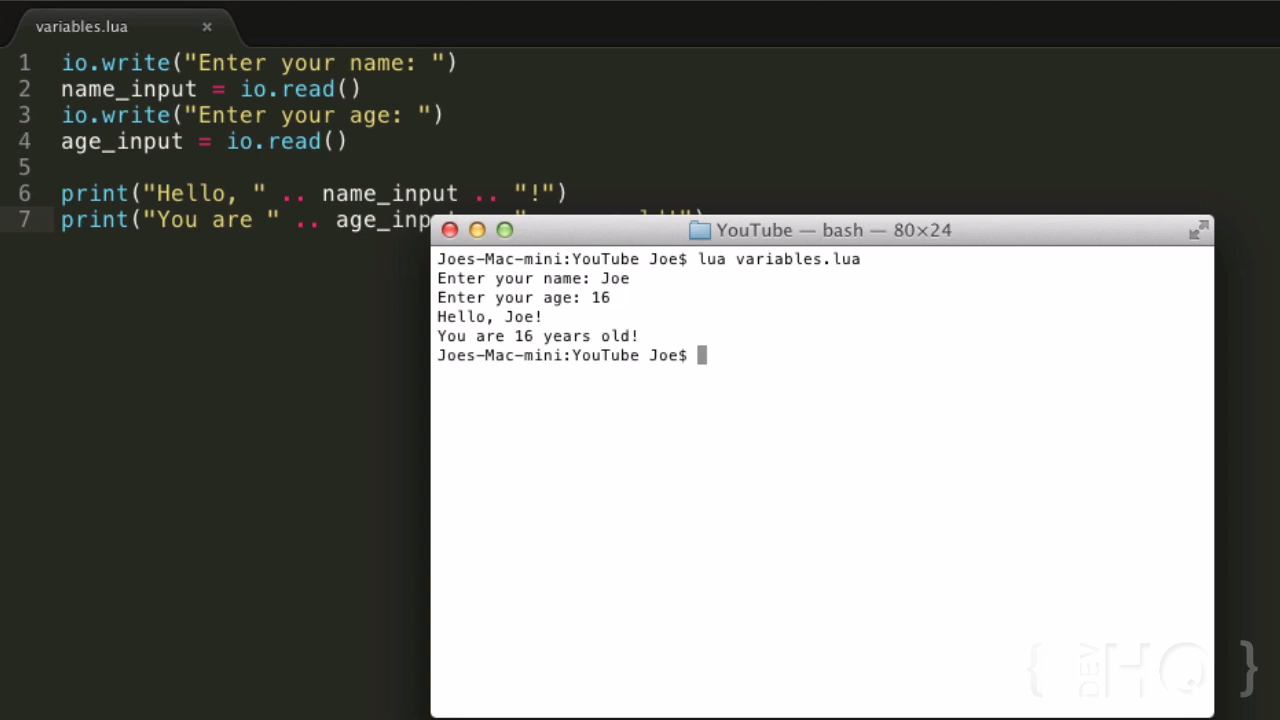 variables.lua ×
1 io.write("Enter your name: ")
2 name_input = io.read()
3 io.write("Enter your age: ")
4 age_input = io.read()
5
6 print("Hello, " .. name_input .. "!")
7 print("You are " .. age_inp
YouTube — bash — 80×24
Joes-Mac-mini:YouTube Joe$ lua variables.lua
Enter your name: Joe
Enter your age: 16
Hello, Joe!
You are 16 years old!
Joes-Mac-mini:YouTube Joe$
{ DEV HQ }